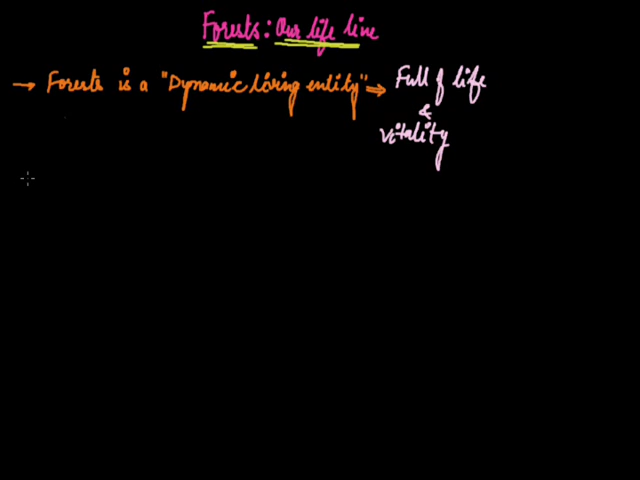 Forests: Our life line
→ Forests is a "Dynamic living entity" ⇒ Full of life
&
vitality